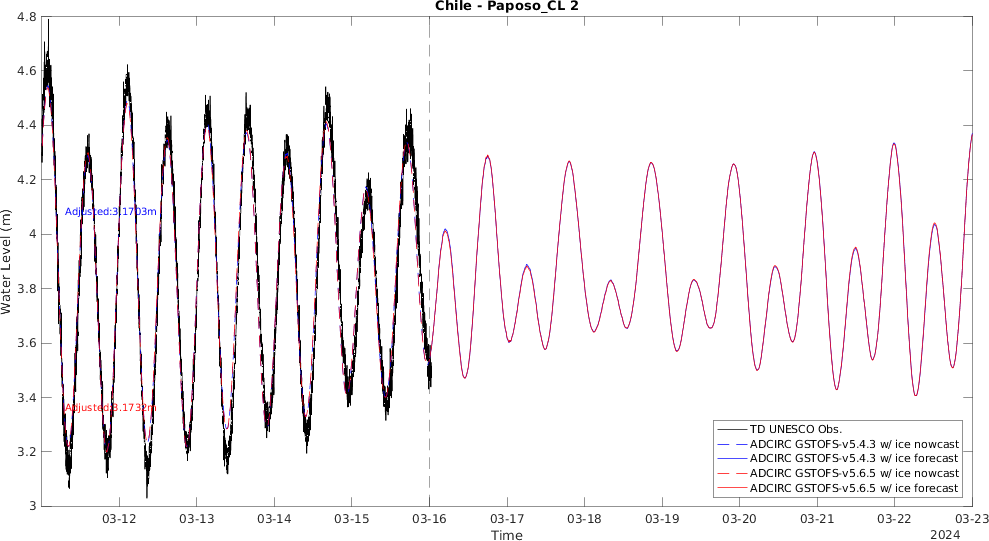 Chile - Paposo_CL 2
4.8
4.6
4.4
4.2
4
3.8
3.6
3.4
3.2
3
Water Level (m)
Adjusted:3.1703m
Adjusted:3.1732m
TD UNESCO Obs.
ADCIRC GSTOFS-v5.4.3 w/ ice nowcast
ADCIRC GSTOFS-v5.4.3 w/ ice forecast
ADCIRC GSTOFS-v5.6.5 w/ ice nowcast
ADCIRC GSTOFS-v5.6.5 w/ ice forecast
03-12 03-13 03-14 03-15 03-16 03-17 03-18 03-19 03-20 03-21 03-22 03-23
Time
2024